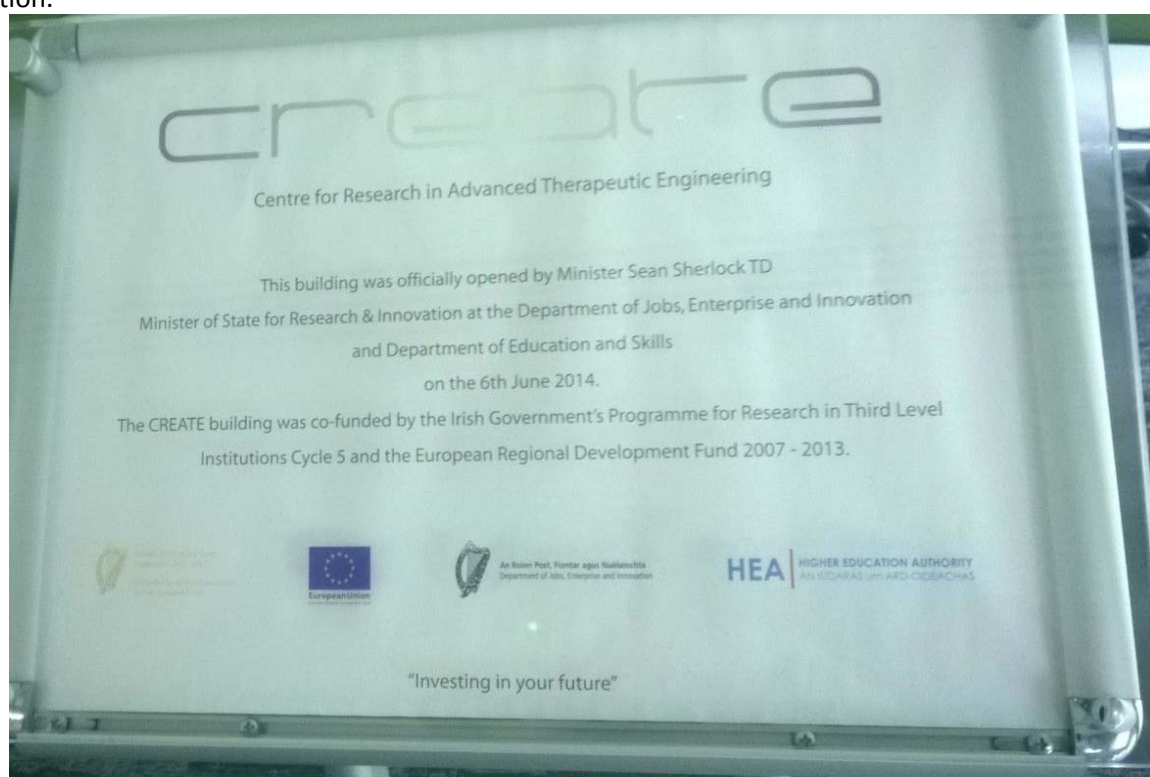 tion.
create
Centre for Research in Advanced Therapeutic Engineering
This building was officially opened by Minister Sean Sherlock TD
Minister of State for Research & Innovation at the Department of Jobs, Enterprise and Innovation
and Department of Education and Skills
on the 6th June 2014.
The CREATE building was co-funded by the Irish Government's Programme for Research in Third Level
Institutions Cycle 5 and the European Regional Development Fund 2007 - 2013.
European Union
An Roinn Post, Fiontar agus Nuálaíochta
Department of Jobs, Enterprise and Innovation
HEA
HIGHER EDUCATION AUTHORITY
AN tÚDARÁS um ARD-OIDEACHAS
"Investing in your future"